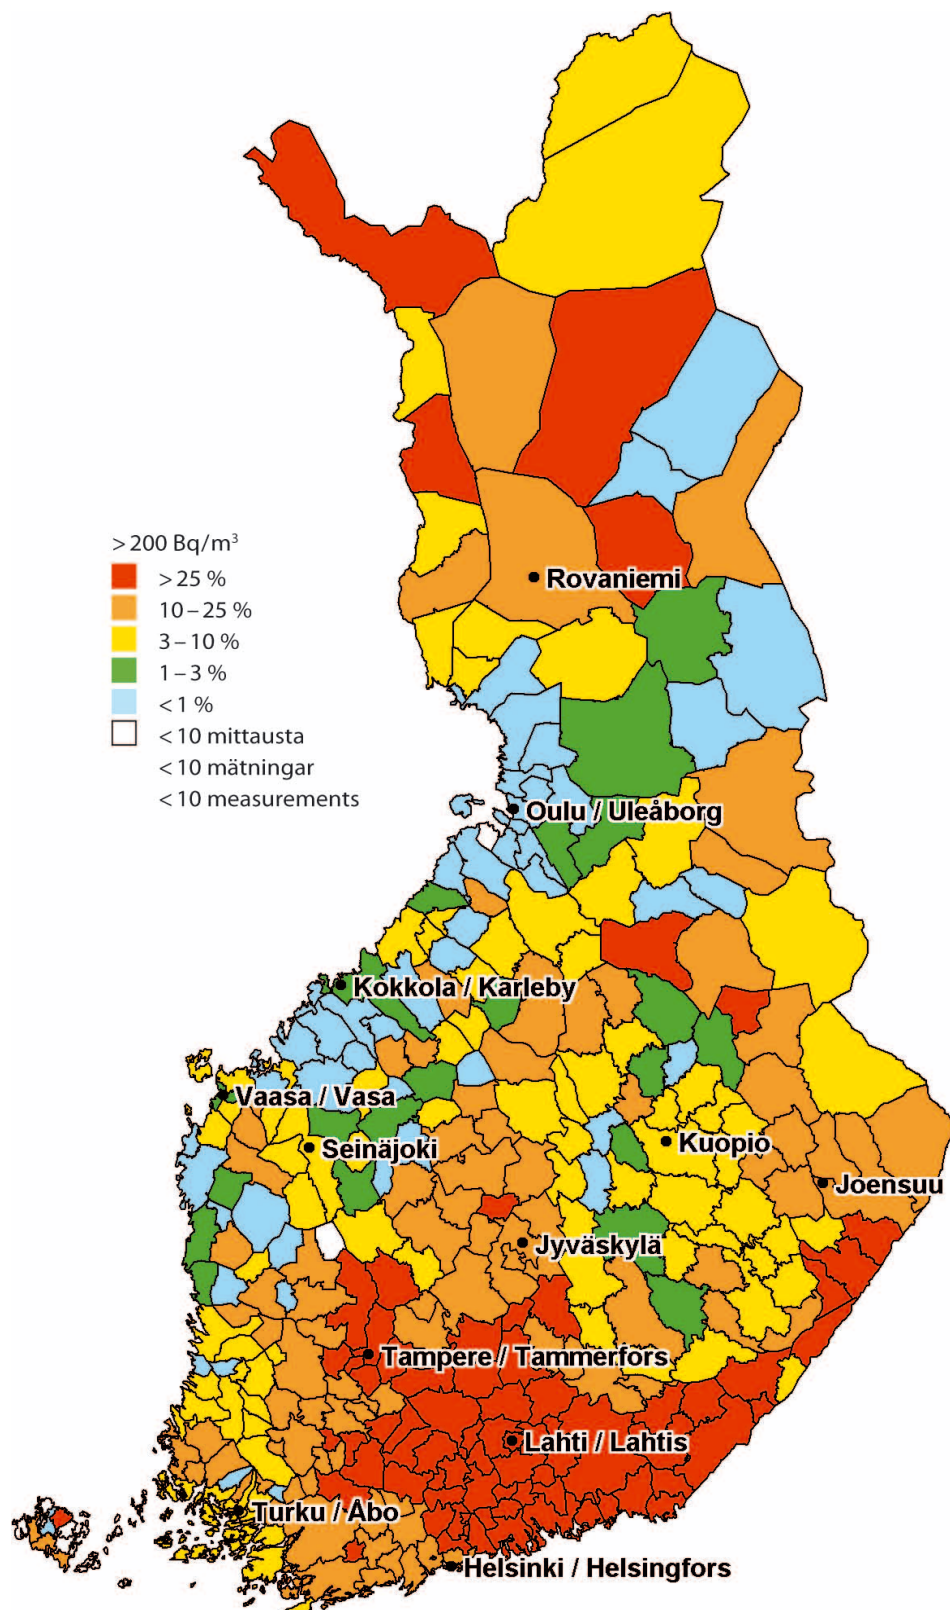 > 200 Bq/m³
> 25 %
10 – 25 %
3 – 10 %
1 – 3 %
< 1 %
< 10 mittausta
< 10 mätningar
< 10 measurements
Rovaniemi
Oulu / Uleåborg
Kokkola / Karleby
Vaasa / Vasa
Seinäjoki
Kuopio
Joensuu
Jyväskylä
Tampere / Tammerfors
Lahti / Lahtis
Turku / Åbo
Helsinki / Helsingfors